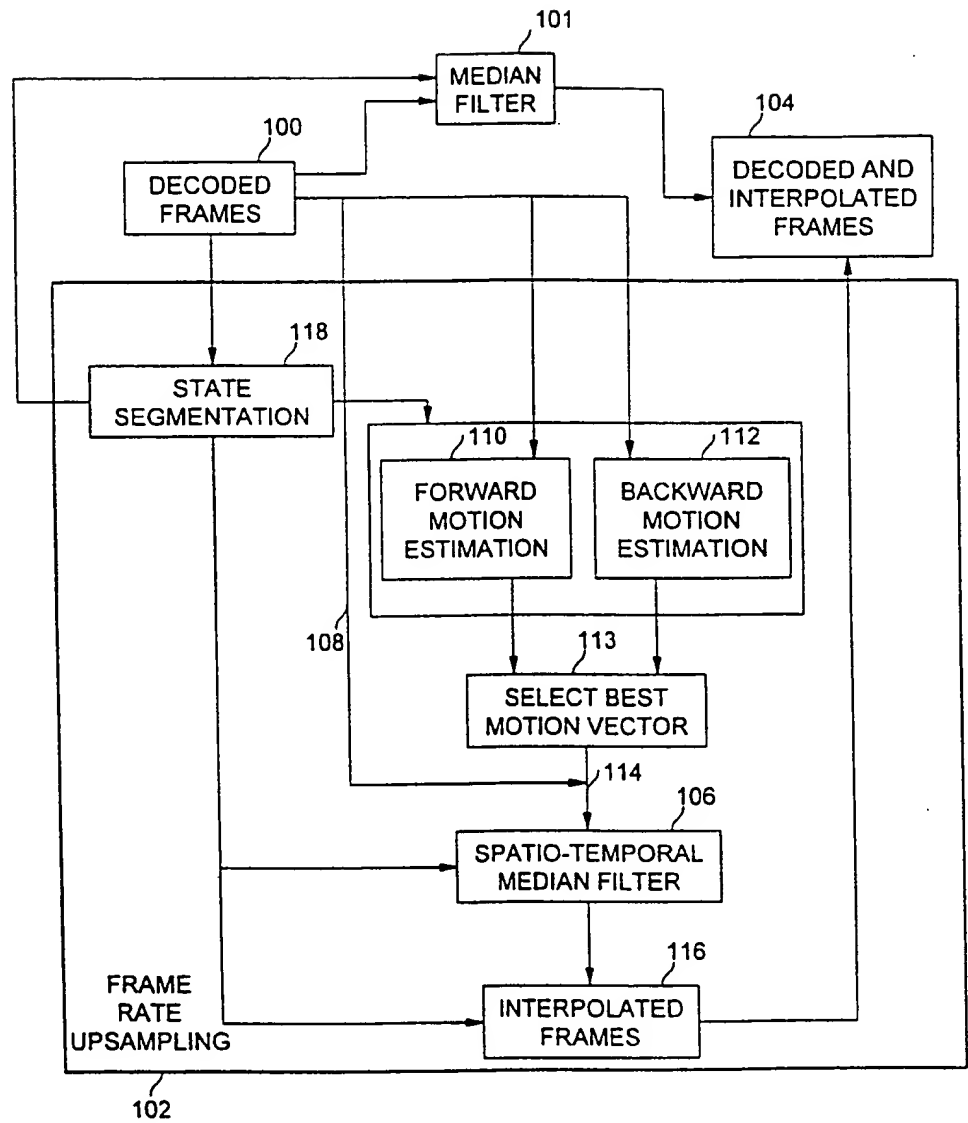 101
MEDIAN
FILTER
100
DECODED
FRAMES
104
DECODED AND
INTERPOLATED
FRAMES
118
STATE
SEGMENTATION
110
FORWARD
MOTION
ESTIMATION
112
BACKWARD
MOTION
ESTIMATION
108
113
SELECT BEST
MOTION VECTOR
114
106
SPATIO-TEMPORAL
MEDIAN FILTER
116
INTERPOLATED
FRAMES
FRAME
RATE
UPSAMPLING
102